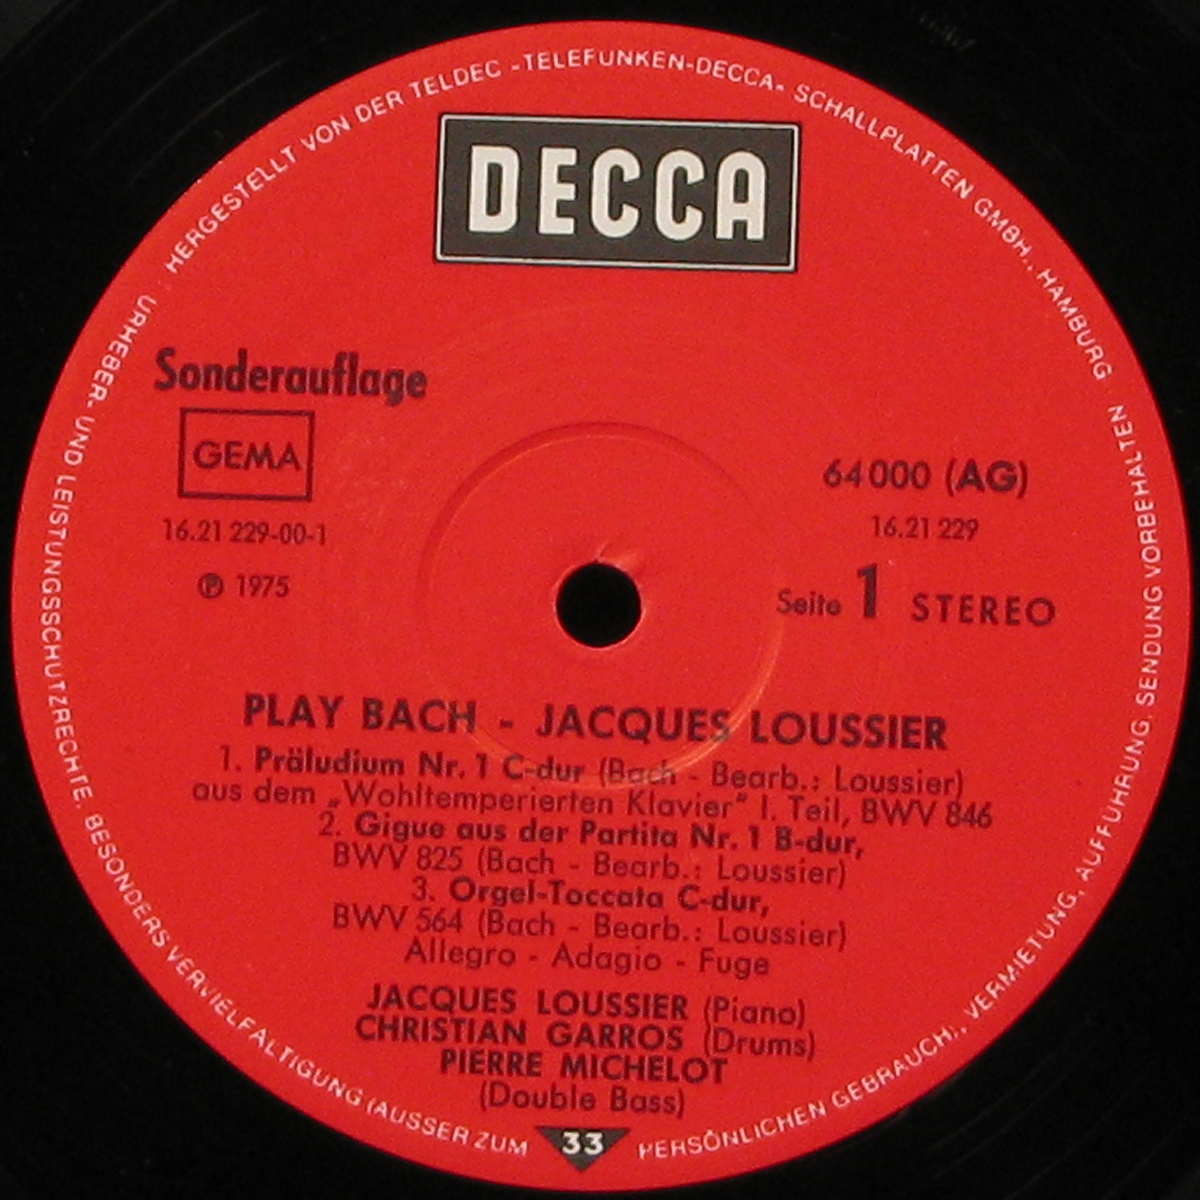 HERGESTELLT VON DER TELDEC -TELEFUNKEN-DECCA- SCHALLPLATTEN GMBH., HAMBURG
DECCA
Sonderauflage
GEMA
16.21 229-00-1
℗ 1975
64 000 (AG)
16.21 229
Seite 1 STEREO
PLAY BACH - JACQUES LOUSSIER
1. Präludium Nr. 1 C-dur (Bach - Bearb.: Loussier)
aus dem „Wohltemperierten Klavier" I. Teil, BWV 846
2. Gigue aus der Partita Nr. 1 B-dur,
BWV 825 (Bach - Bearb.: Loussier)
3. Orgel-Toccata C-dur,
BWV 564 (Bach - Bearb.: Loussier)
Allegro - Adagio - Fuge
JACQUES LOUSSIER (Piano)
CHRISTIAN GARROS (Drums)
PIERRE MICHELOT
(Double Bass)
33
URHEBER- UND LEISTUNGSSCHUTZRECHTE, BESONDERS VERVIELFÄLTIGUNG (AUSSER ZUM PERSÖNLICHEN GEBRAUCH), VERMIETUNG, AUFFÜHRUNG, SENDUNG VORBEHALTEN